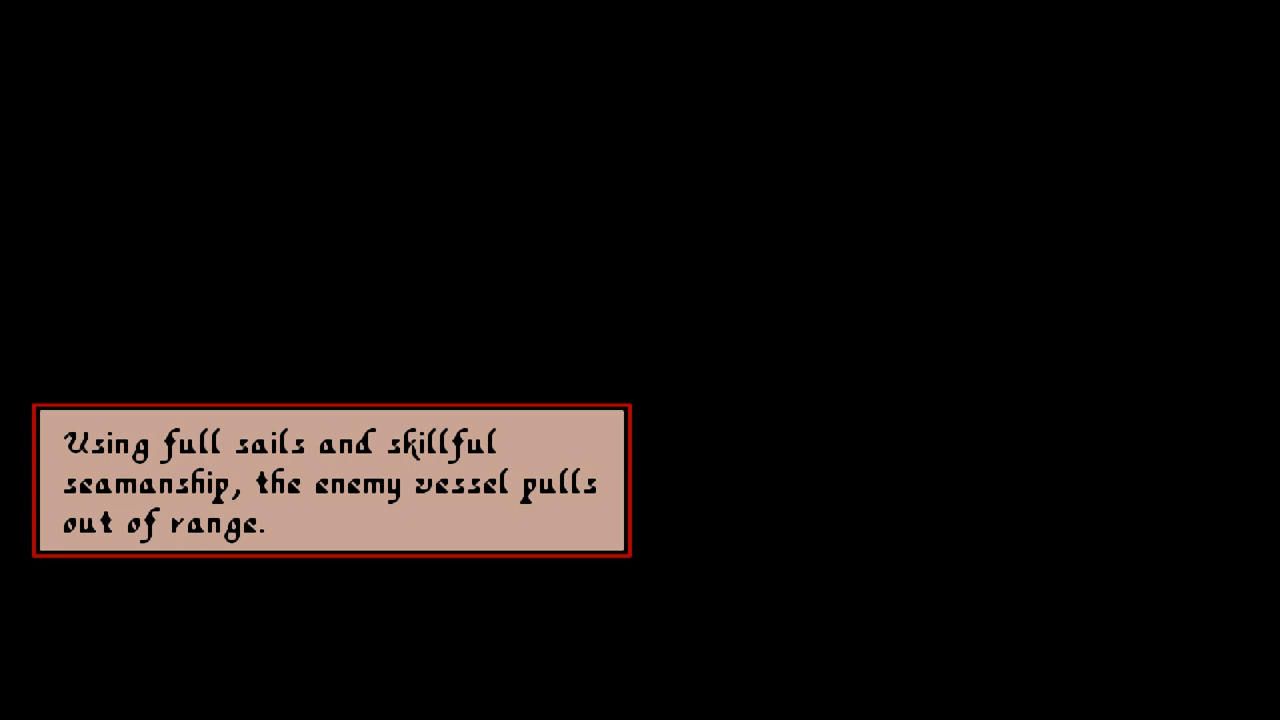 Using full sails and skillful
seamanship, the enemy vessel pulls
out of range.